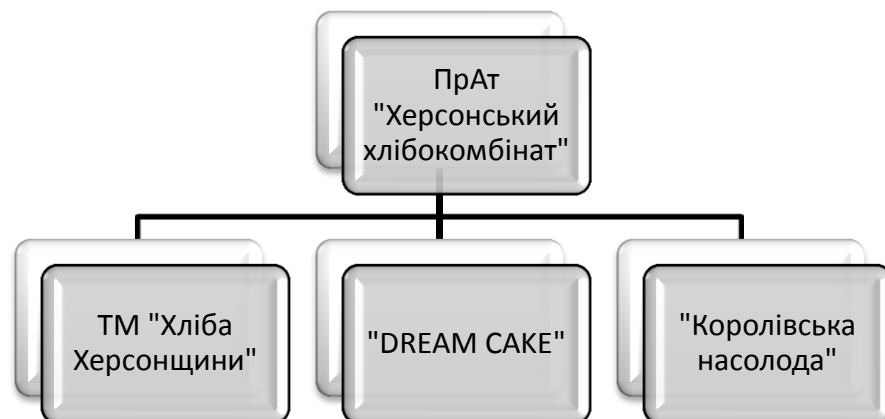 ПрАт
"Херсонський
хлібокомбінат"
ТМ "Хліба
Херсонщини"
"DREAM CAKE"
"Королівська
насолода"